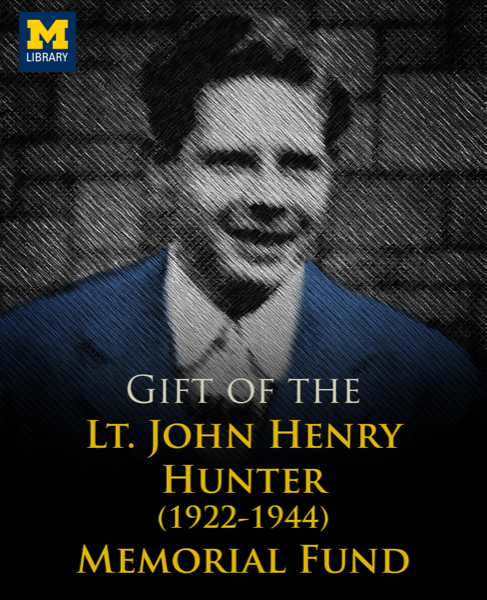 M
LIBRARY
Gift of the
Lt. John Henry
Hunter
(1922-1944)
Memorial Fund